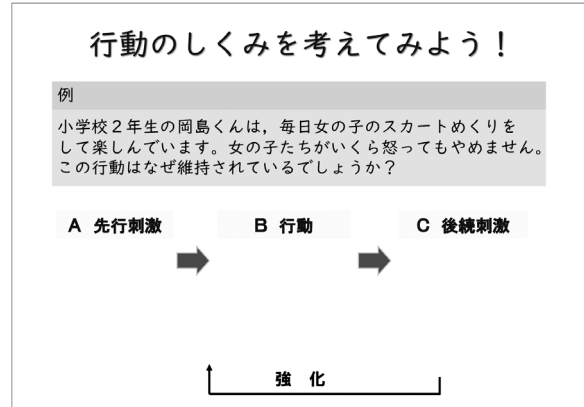 行動のしくみを考えてみよう！
例
小学校２年生の岡島くんは，毎日女の子のスカートめくりを
して楽しんでいます。女の子たちがいくら怒ってもやめません。
この行動はなぜ維持されているでしょうか？
A 先行刺激
B 行動
C 後続刺激
強 化